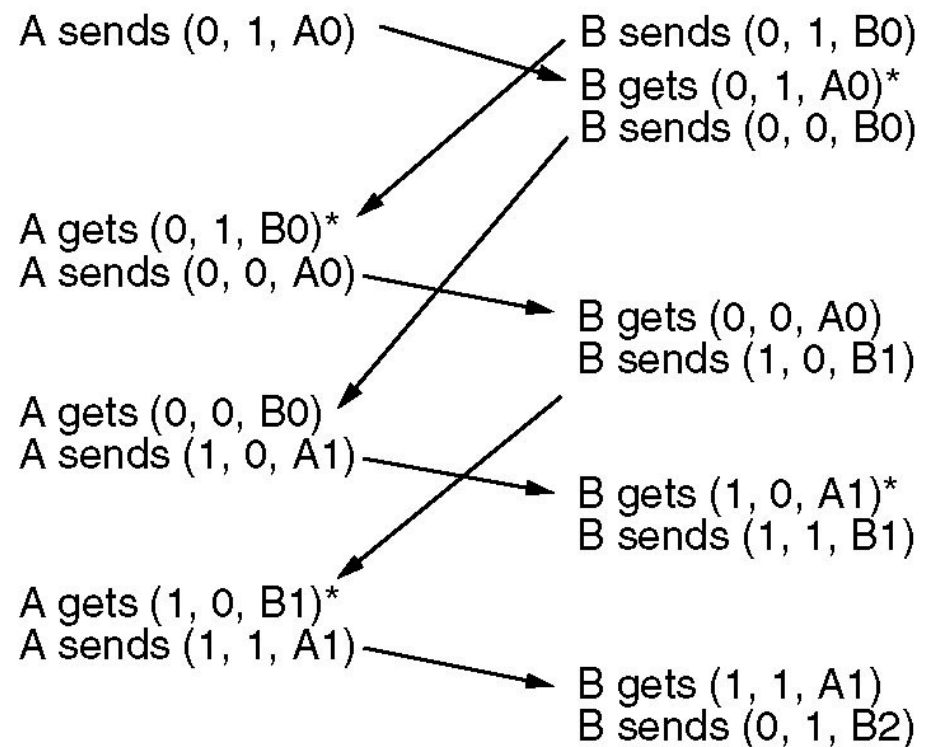 A sends (0, 1, A0)
B sends (0, 1, B0)
B gets (0, 1, A0)*
B sends (0, 0, B0)
A gets (0, 1, B0)*
A sends (0, 0, A0)
B gets (0, 0, A0)
B sends (1, 0, B1)
A gets (0, 0, B0)
A sends (1, 0, A1)
B gets (1, 0, A1)*
B sends (1, 1, B1)
A gets (1, 0, B1)*
A sends (1, 1, A1)
B gets (1, 1, A1)
B sends (0, 1, B2)